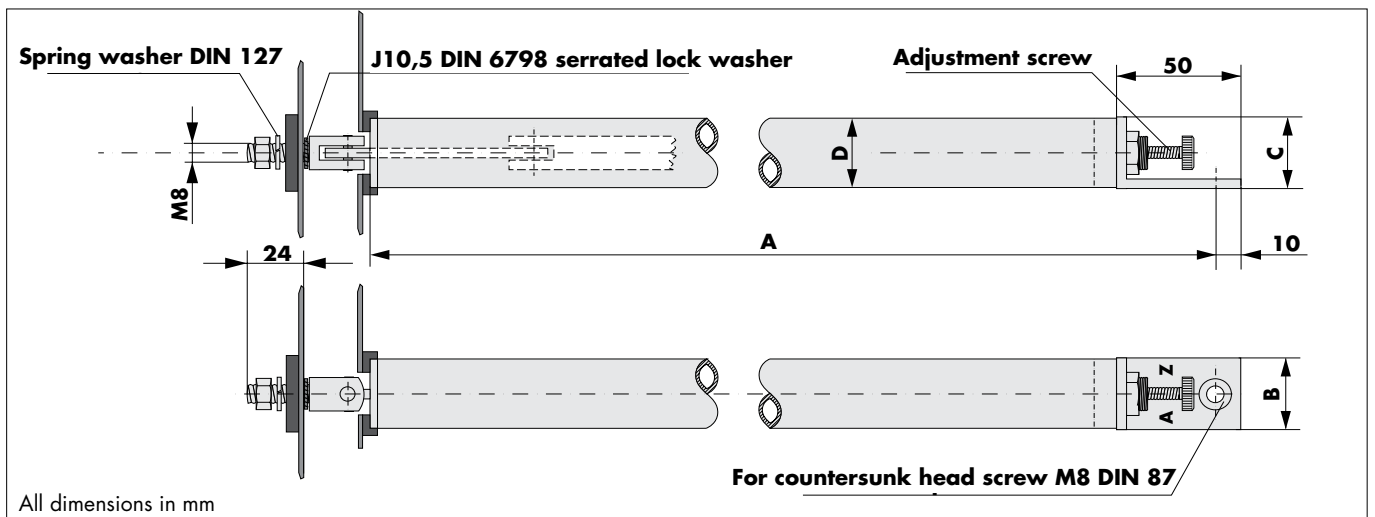 Spring washer DIN 127
J10,5 DIN 6798 serrated lock washer
Adjustment screw
50
D
C
M8
A
24
10
Z
A
B
For countersunk head screw M8 DIN 87
All dimensions in mm